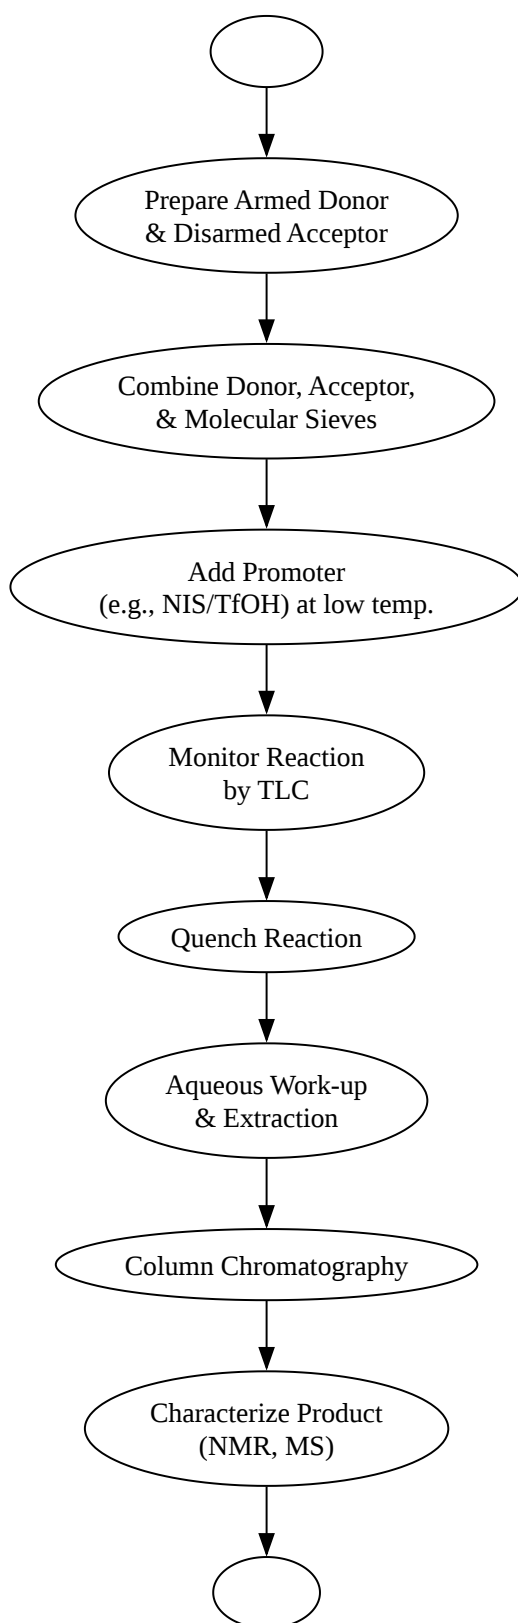 Prepare Armed Donor
& Disarmed Acceptor
Combine Donor, Acceptor,
& Molecular Sieves
Add Promoter
(e.g., NIS/TfOH) at low temp.
Monitor Reaction
by TLC
Quench Reaction
Aqueous Work-up
& Extraction
Column Chromatography
Characterize Product
(NMR, MS)